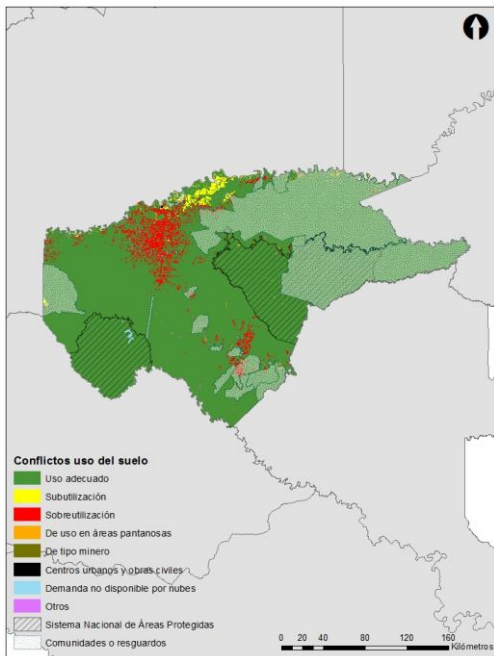 Conflictos uso del suelo
Uso adecuado
Subutilización
Sobreutilización
De uso en áreas pantanosas
De tipo minero
Centros urbanos y obras civiles
Demanda no disponible por nubes
Otros
Sistema Nacional de Áreas Protegidas
Comunidades o resguardos
0 20 40 80 120 160
Kilómetros